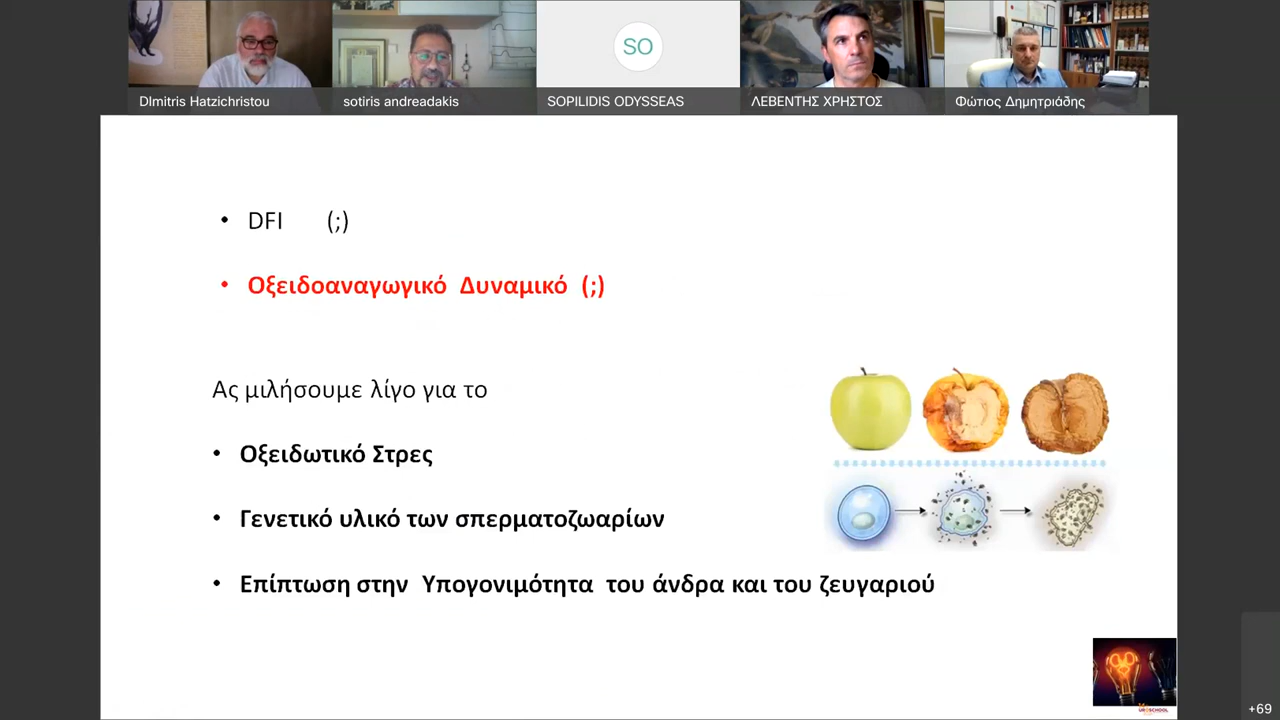 SO
DImitris Hatzichristou
sotiris andreadakis
SOPILIDIS ODYSSEAS
ΛΕΒΕΝΤΗΣ ΧΡΗΣΤΟΣ
Φώτιος Δημητριάδης
• DFI (;)
• Οξειδοαναγωγικό Δυναμικό (;)
Ας μιλήσουμε λίγο για το
• Οξειδωτικό Στρες
• Γενετικό υλικό των σπερματοζωαρίων
• Επίπτωση στην Υπογονιμότητα του άνδρα και του ζευγαριού
UROSCHOOL
+69